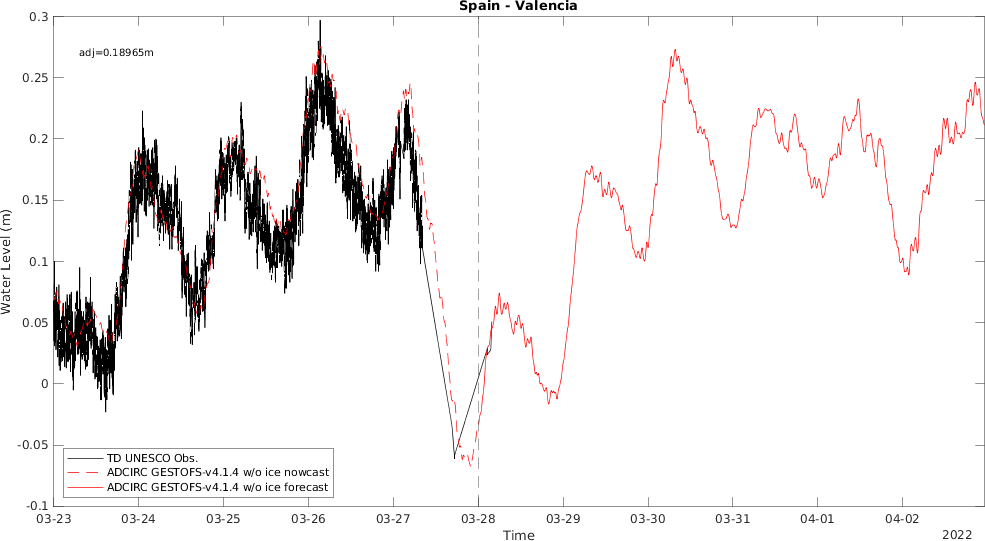 Spain - Valencia
adj=0.18965m
0.3
0.25
0.2
0.15
0.1
0.05
0
-0.05
-0.1
Water Level (m)
TD UNESCO Obs.
ADCIRC GESTOFS-v4.1.4 w/o ice nowcast
ADCIRC GESTOFS-v4.1.4 w/o ice forecast
03-23 03-24 03-25 03-26 03-27 03-28 03-29 03-30 03-31 04-01 04-02
Time
2022